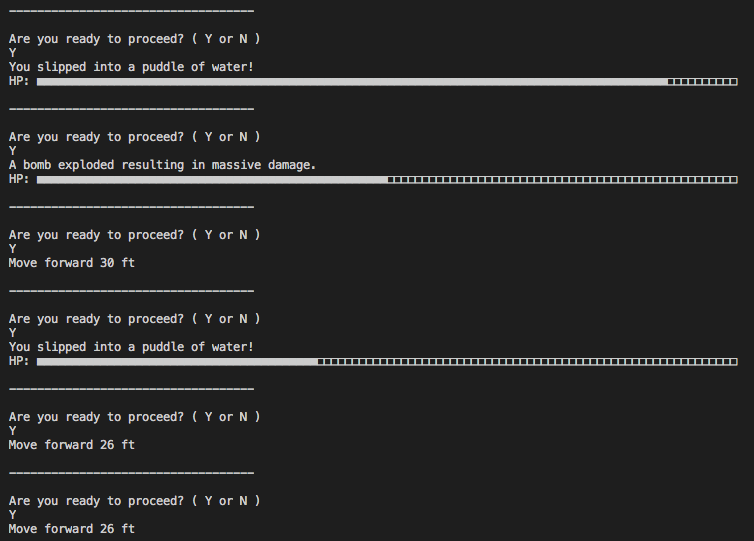 Are you ready to proceed? ( Y or N )
Y
You slipped into a puddle of water!
HP:
Are you ready to proceed? ( Y or N )
Y
A bomb exploded resulting in massive damage.
HP:
Are you ready to proceed? ( Y or N )
Y
Move forward 30 ft
Are you ready to proceed? ( Y or N )
Y
You slipped into a puddle of water!
HP:
Are you ready to proceed? ( Y or N )
Y
Move forward 26 ft
Are you ready to proceed? ( Y or N )
Y
Move forward 26 ft